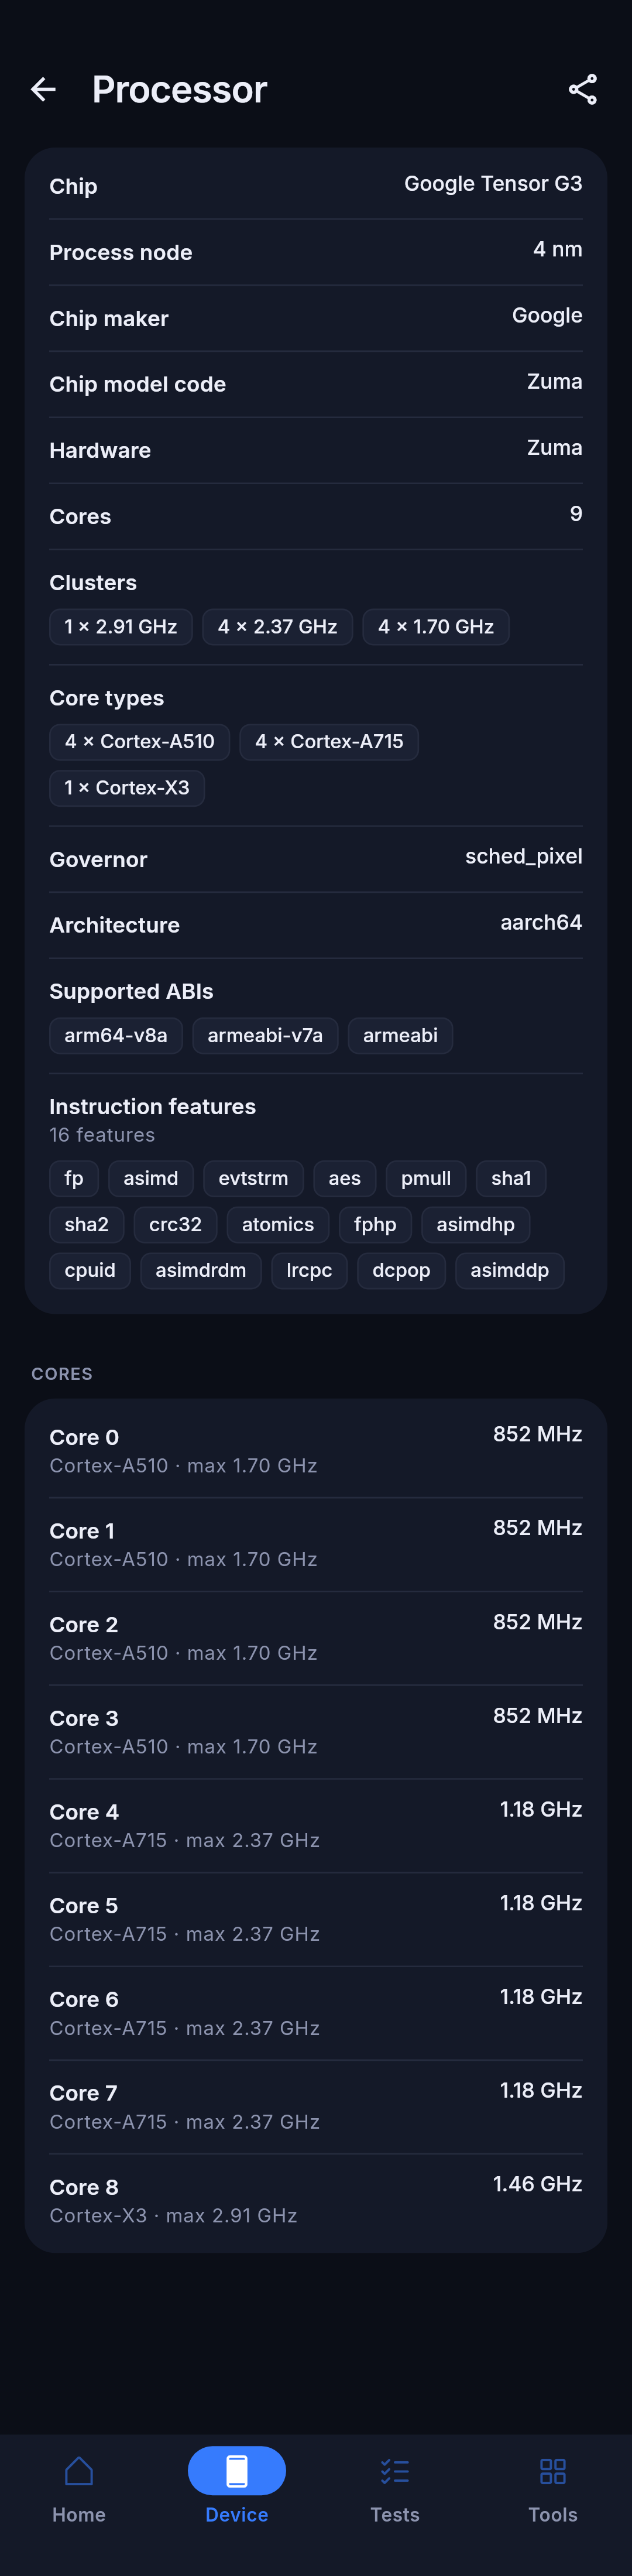 Processor
Chip Google Tensor G3
Process node 4 nm
Chip maker Google
Chip model code Zuma
Hardware Zuma
Cores 9
Clusters
1 × 2.91 GHz 4 × 2.37 GHz 4 × 1.70 GHz
Core types
4 × Cortex-A510 4 × Cortex-A715
1 × Cortex-X3
Governor sched_pixel
Architecture aarch64
Supported ABIs
arm64-v8a armeabi-v7a armeabi
Instruction features
16 features
fp asimd evtstrm aes pmull sha1
sha2 crc32 atomics fphp asimdhp
cpuid asimdrdm lrcpc dcpop asimddp
CORES
Core 0 852 MHz
Cortex-A510 · max 1.70 GHz
Core 1 852 MHz
Cortex-A510 · max 1.70 GHz
Core 2 852 MHz
Cortex-A510 · max 1.70 GHz
Core 3 852 MHz
Cortex-A510 · max 1.70 GHz
Core 4 1.18 GHz
Cortex-A715 · max 2.37 GHz
Core 5 1.18 GHz
Cortex-A715 · max 2.37 GHz
Core 6 1.18 GHz
Cortex-A715 · max 2.37 GHz
Core 7 1.18 GHz
Cortex-A715 · max 2.37 GHz
Core 8 1.46 GHz
Cortex-X3 · max 2.91 GHz
Home Device Tests Tools